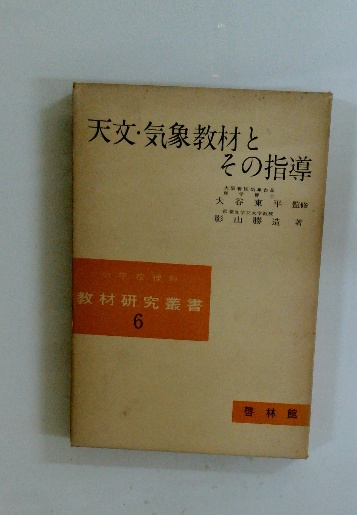 天文・気象教材と
その指導
大谷東平 監修
影山勝造 著
教材研究叢書
6
啓林館